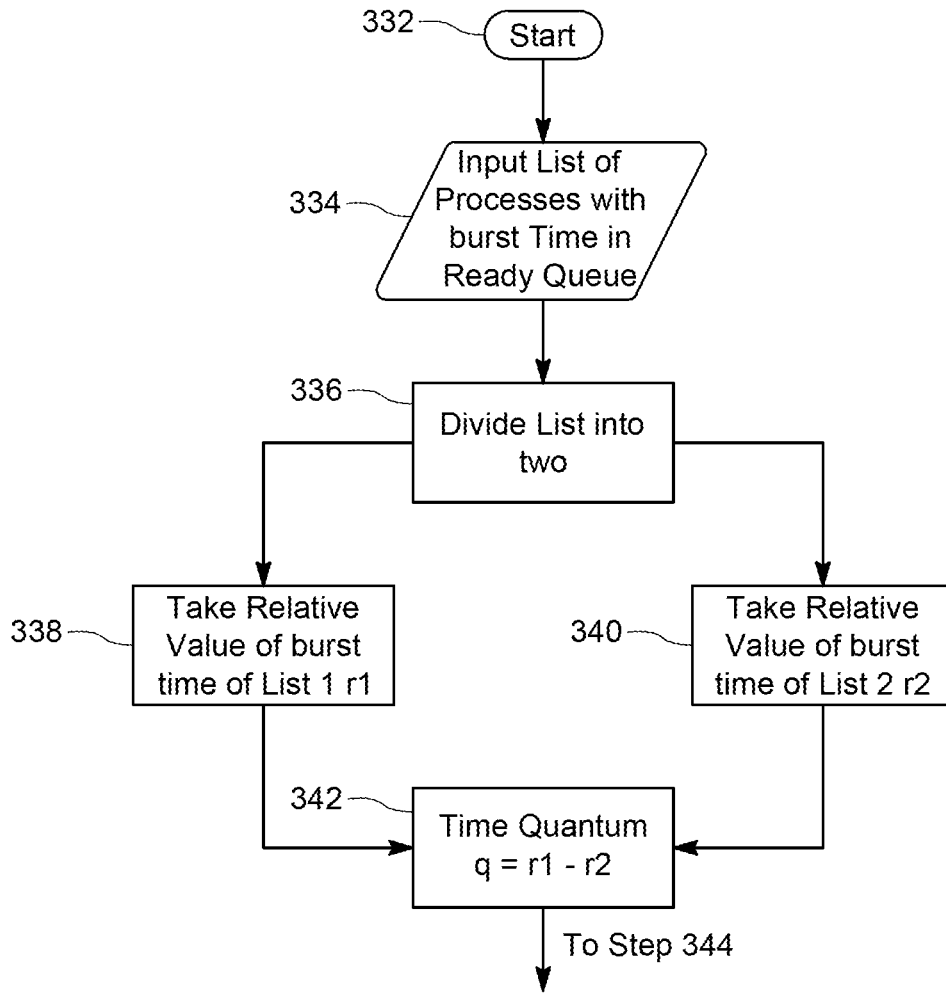 332
Start
334
Input List of
Processes with
burst Time in
Ready Queue
336
Divide List into
two
338
Take Relative
Value of burst
time of List 1 r1
340
Take Relative
Value of burst
time of List 2 r2
342
Time Quantum
q = r1 - r2
To Step 344